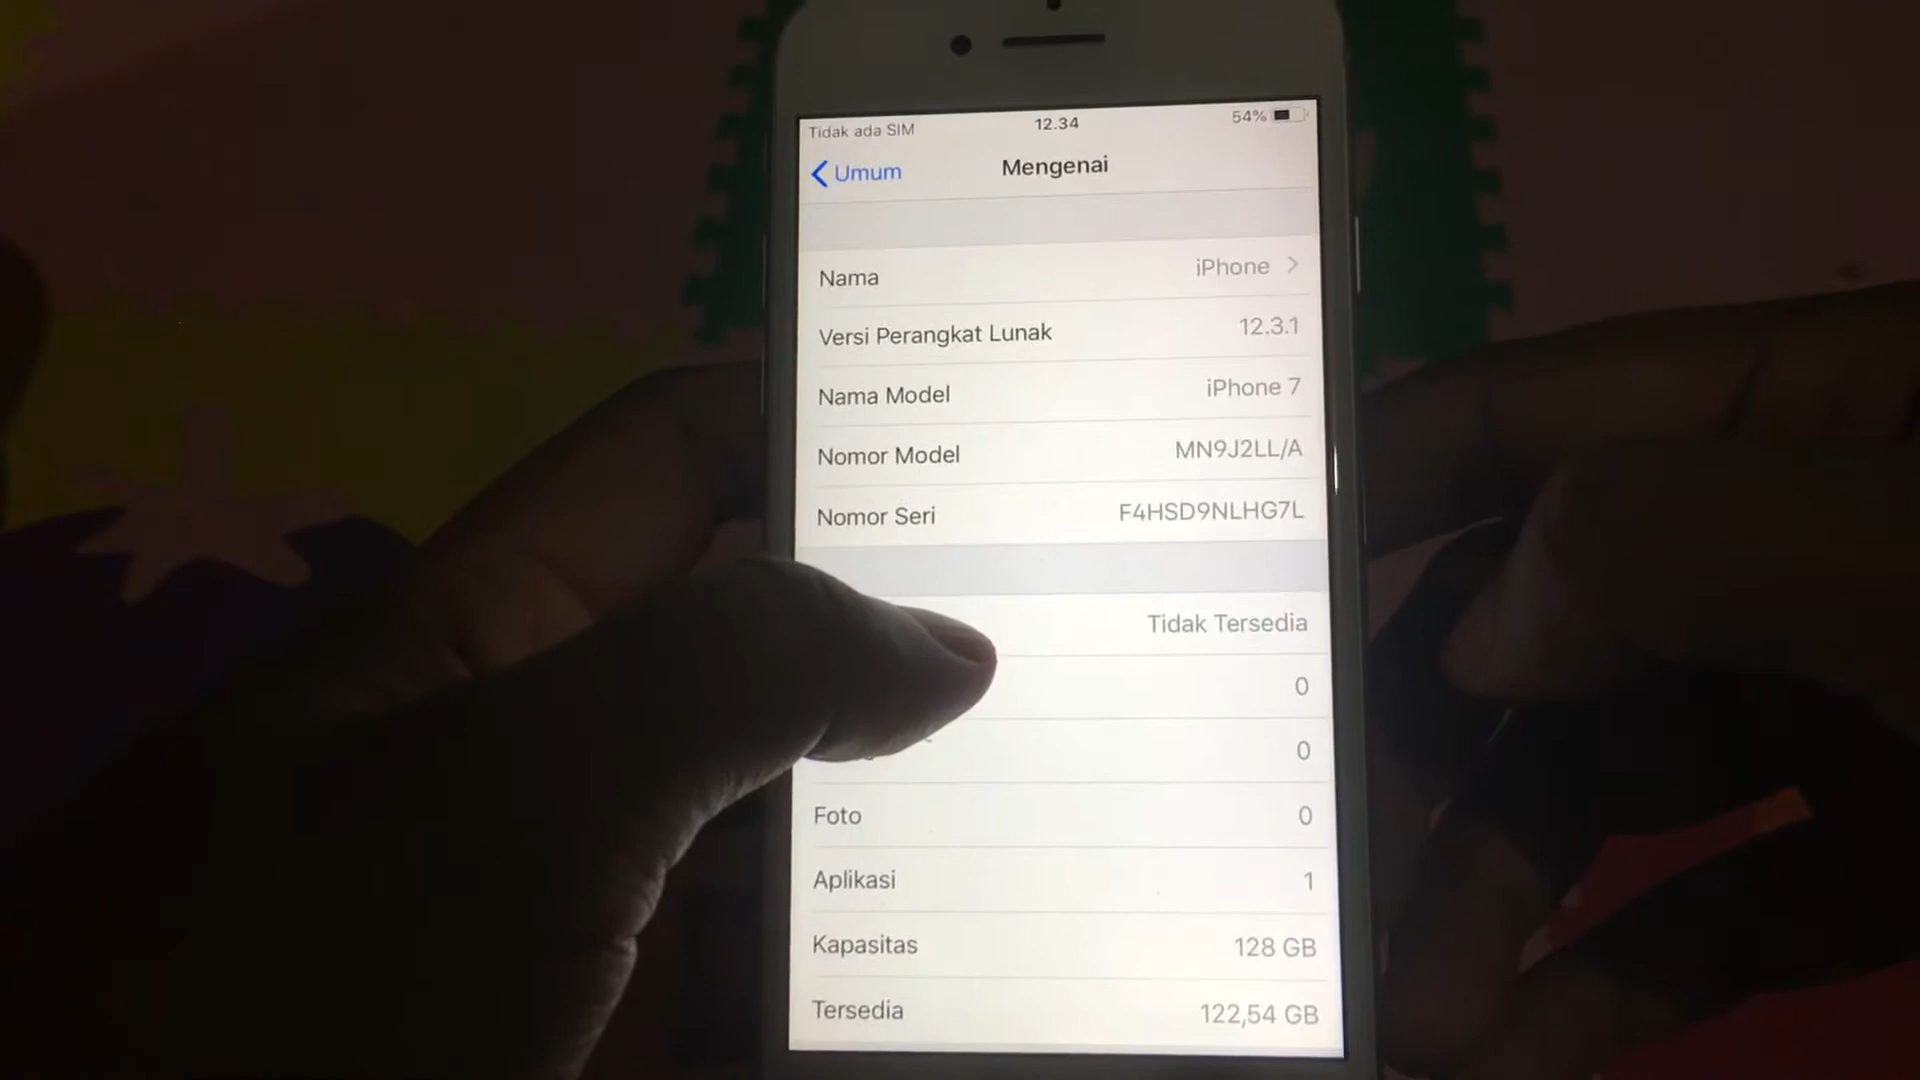 Tidak ada SIM 12.34 54%
Umum Mengenai
Nama iPhone
Versi Perangkat Lunak 12.3.1
Nama Model iPhone 7
Nomor Model MN9J2LL/A
Nomor Seri F4HSD9NLHG7L
Tidak Tersedia
0
0
Foto 0
Aplikasi 1
Kapasitas 128 GB
Tersedia 122,54 GB